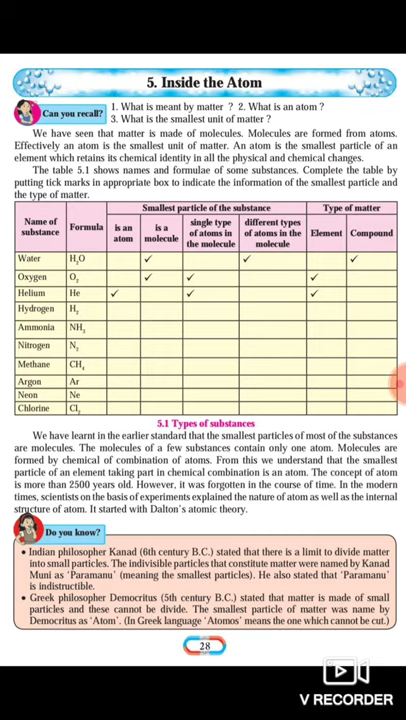 5. Inside the Atom
Can you recall?
1. What is meant by matter ? 2. What is an atom ?
3. What is the smallest unit of matter ?
We have seen that matter is made of molecules. Molecules are formed from atoms.
Effectively an atom is the smallest unit of matter. An atom is the smallest particle of an
element which retains its chemical identity in all the physical and chemical changes.
The table 5.1 shows names and formulae of some substances. Complete the table by
putting tick marks in appropriate box to indicate the information of the smallest particle and
the type of matter.
Name of substance | Formula | Smallest particle of the substance | Type of matter
is an atom | is a molecule | single type of atoms in the molecule | different types of atoms in the molecule | Element | Compound
Water H₂O ✓ ✓ ✓
Oxygen O₂ ✓ ✓ ✓
Helium He ✓ ✓ ✓
Hydrogen H₂
Ammonia NH₃
Nitrogen N₂
Methane CH₄
Argon Ar
Neon Ne
Chlorine Cl₂
5.1 Types of substances
We have learnt in the earlier standard that the smallest particles of most of the substances
are molecules. The molecules of a few substances contain only one atom. Molecules are
formed by chemical of combination of atoms. From this we understand that the smallest
particle of an element taking part in chemical combination is an atom. The concept of atom
is more than 2500 years old. However, it was forgotten in the course of time. In the modern
times, scientists on the basis of experiments explained the nature of atom as well as the internal
structure of atom. It started with Dalton's atomic theory.
Do you know?
• Indian philosopher Kanad (6th century B.C.) stated that there is a limit to divide matter
into small particles. The indivisible particles that constitute matter were named by Kanad
Muni as 'Paramanu' (meaning the smallest particles). He also stated that 'Paramanu'
is indistructible.
• Greek philosopher Democritus (5th century B.C.) stated that matter is made of small
particles and these cannot be divide. The smallest particle of matter was name by
Democritus as 'Atom'. (In Greek language 'Atomos' means the one which cannot be cut.)
28
V RECORDER